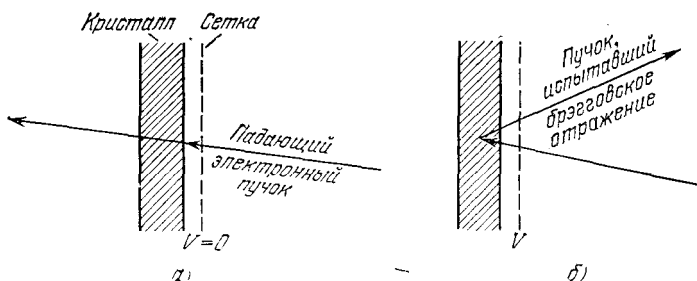 Кристалл Сетка
Падающий
электронный
пучок
V=0
а)
Пучок,
испытавший
брэгговское
отражение
V
б)